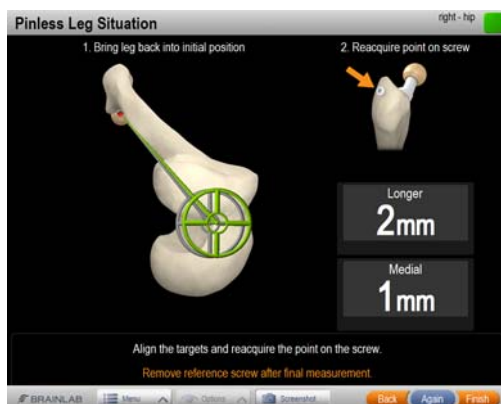 Pinless Leg Situation
right - hip
1. Bring leg back into initial position
2. Reacquire point on screw
Longer
2mm
Medial
1mm
Align the targets and reacquire the point on the screw.
Remove reference screw after final measurement.
BRAINLAB
Menu
Options
Screenshot
Back
Again
Finish